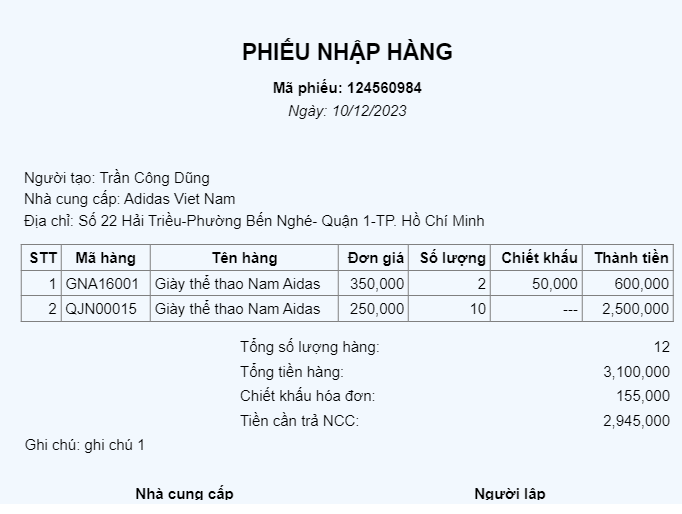 PHIẾU NHẬP HÀNG
Mã phiếu: 124560984
Ngày: 10/12/2023
Người tạo: Trần Công Dũng
Nhà cung cấp: Adidas Viet Nam
Địa chỉ: Số 22 Hải Triều-Phường Bến Nghé- Quận 1-TP. Hồ Chí Minh
STT Mã hàng Tên hàng Đơn giá Số lượng Chiết khấu Thành tiền
1 GNA16001 Giày thể thao Nam Aidas 350,000 2 50,000 600,000
2 QJN00015 Giày thể thao Nam Aidas 250,000 10 --- 2,500,000
Tổng số lượng hàng: 12
Tổng tiền hàng: 3,100,000
Chiết khấu hóa đơn: 155,000
Tiền cần trả NCC: 2,945,000
Ghi chú: ghi chú 1
Nhà cung cấp Người lập